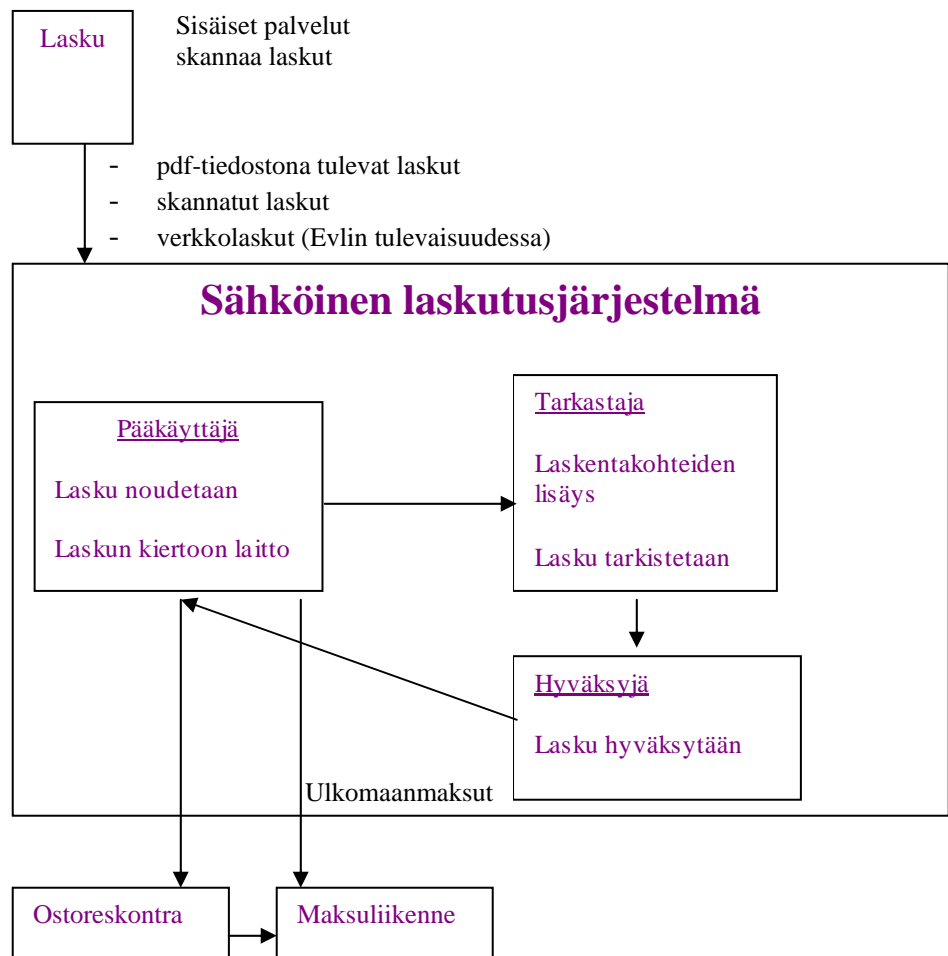 Lasku
Sisäiset palvelut
skannaa laskut
- pdf-tiedostona tulevat laskut
- skannatut laskut
- verkkolaskut (Evlin tulevaisuudessa)
Sähköinen laskutusjärjestelmä
Pääkäyttäjä
Lasku noudetaan
Laskun kiertoon laitto
Tarkastaja
Laskentakohteiden
lisäys
Lasku tarkistetaan
Hyväksyjä
Lasku hyväksytään
Ulkomaanmaksut
Ostoreskontra
Maksuliikenne